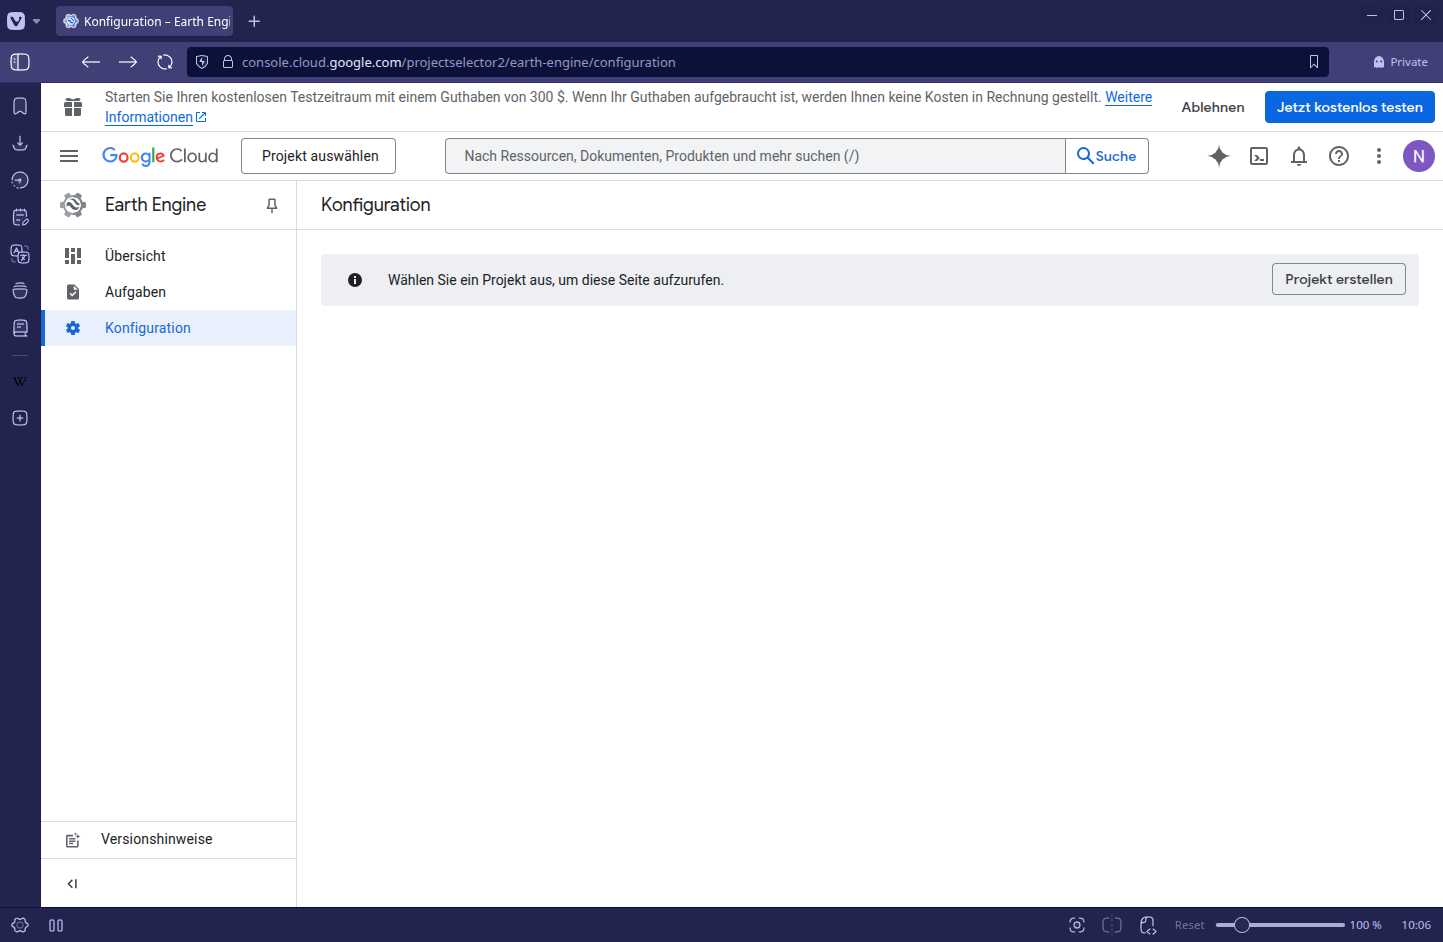 Konfiguration – Earth Engi
console.cloud.google.com/projectselector2/earth-engine/configuration
Private
Starten Sie Ihren kostenlosen Testzeitraum mit einem Guthaben von 300 $. Wenn Ihr Guthaben aufgebraucht ist, werden Ihnen keine Kosten in Rechnung gestellt. Weitere
Informationen
Ablehnen
Jetzt kostenlos testen
Google Cloud
Projekt auswählen
Nach Ressourcen, Dokumenten, Produkten und mehr suchen (/)
Suche
N
Earth Engine
Konfiguration
Übersicht
Aufgaben
Konfiguration
Wählen Sie ein Projekt aus, um diese Seite aufzurufen.
Projekt erstellen
W
Versionshinweise
Reset
100 %
10:06